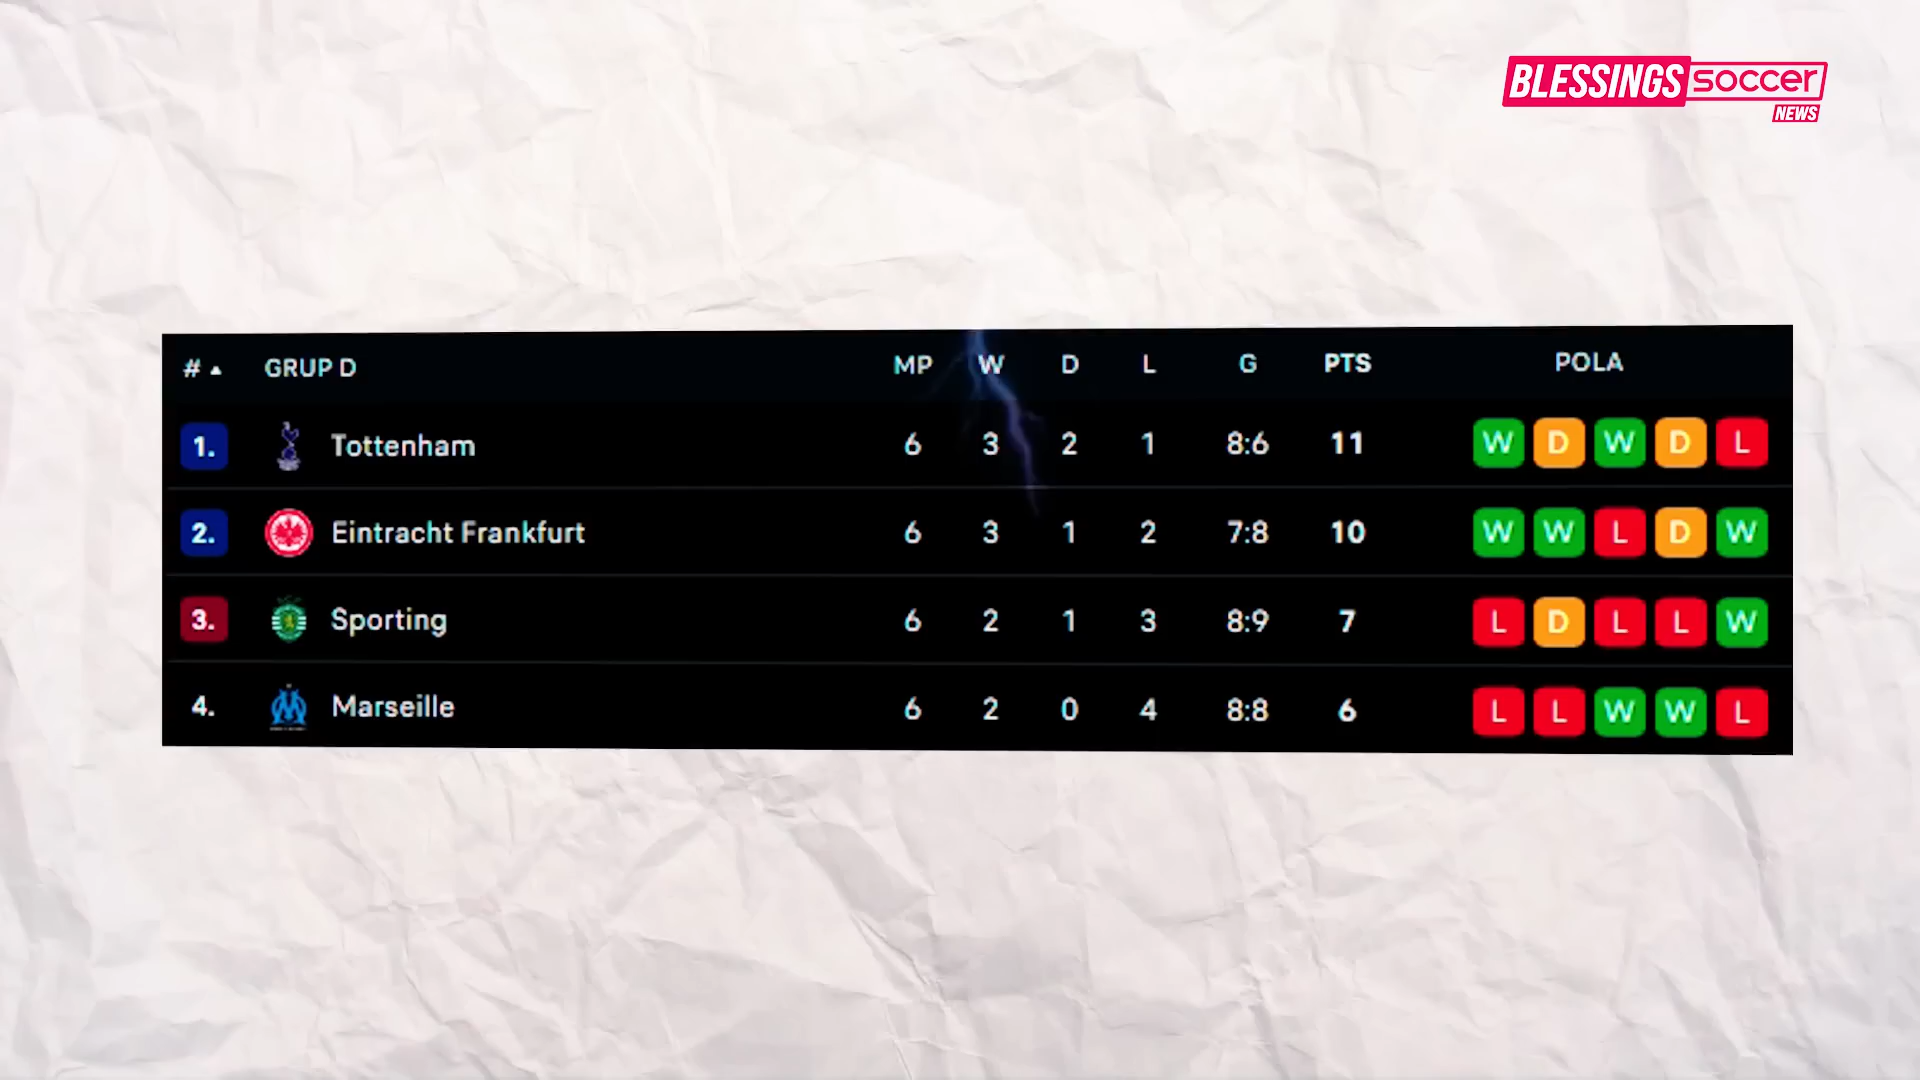 BLESSINGS soccer
NEWS
# GRUP D MP W D L G PTS POLA
1. Tottenham 6 3 2 1 8:6 11 W D W D L
2. Eintracht Frankfurt 6 3 1 2 7:8 10 W W L D W
3. Sporting 6 2 1 3 8:9 7 L D L L W
4. Marseille 6 2 0 4 8:8 6 L L W W L